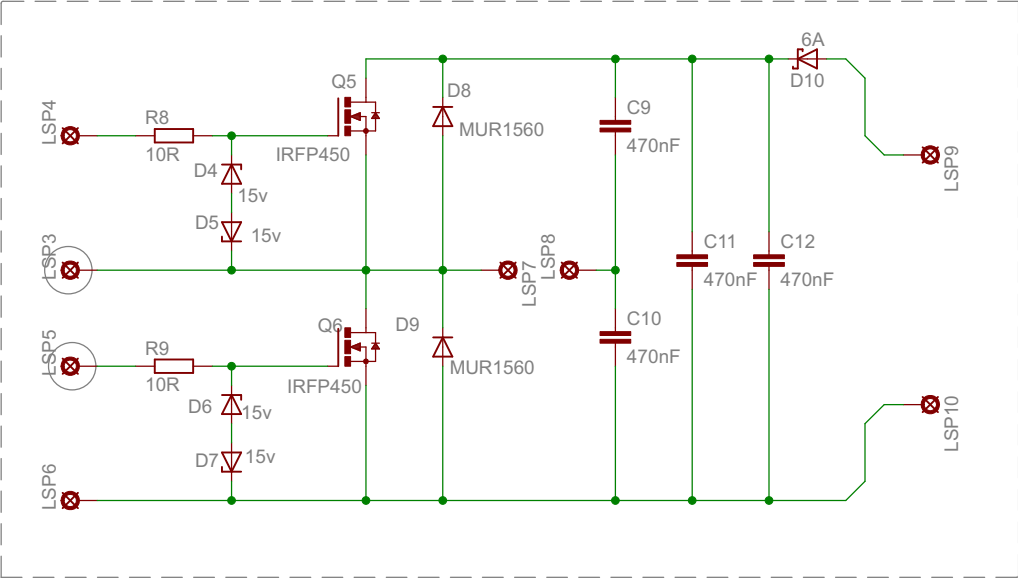 6A
D10
Q5
D8
LSP4
R8
C9
MUR1560
10R
IRFP450
470nF
D4
15v
LSP9
D5
15v
LSP3
LSP7
LSP8
C11
C12
470nF
470nF
Q6
D9
C10
LSP5
R9
470nF
MUR1560
10R
IRFP450
D6
15v
LSP10
D7
15v
LSP6